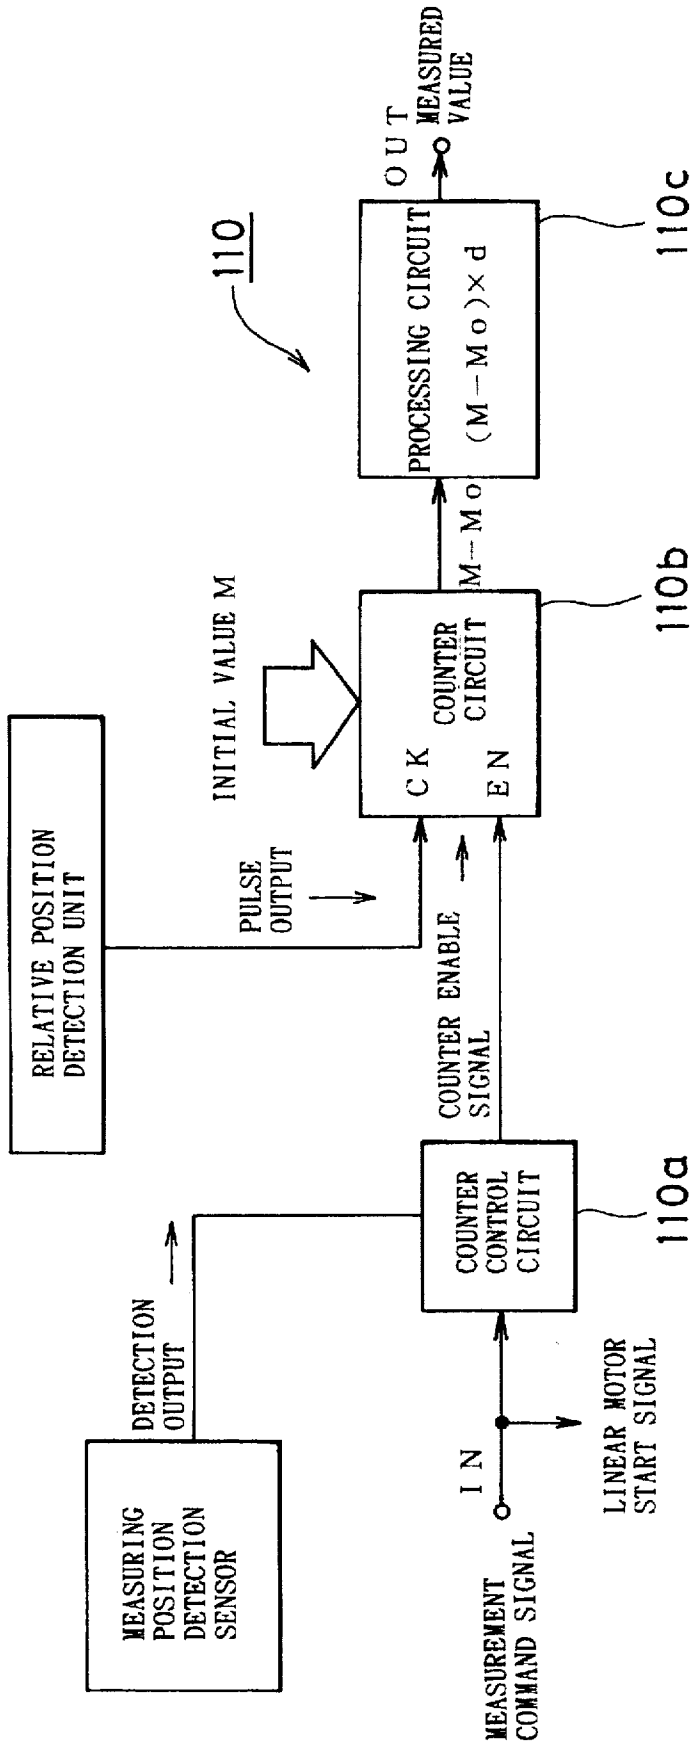 110
RELATIVE POSITION
DETECTION UNIT
INITIAL VALUE M
PULSE
OUTPUT
MEASURING
POSITION
DETECTION
SENSOR
DETECTION
OUTPUT
COUNTER
CONTROL
CIRCUIT
110a
COUNTER ENABLE
SIGNAL
CK
EN
COUNTER
CIRCUIT
110b
M-Mo
PROCESSING CIRCUIT
(M-Mo)×d
110c
OUT
MEASURED
VALUE
IN
MEASUREMENT
COMMAND SIGNAL
LINEAR MOTOR
START SIGNAL